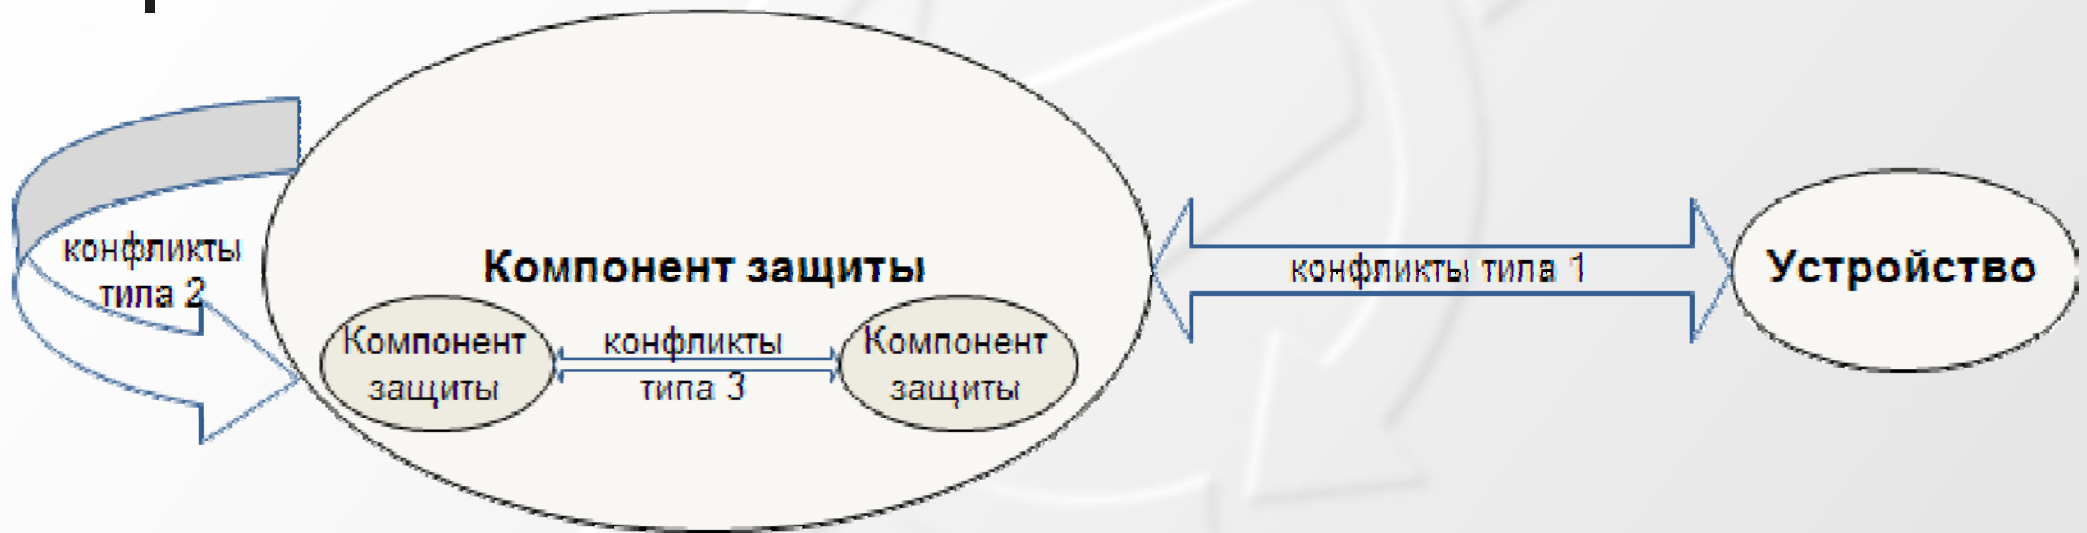 конфликты
типа 2
Компонент защиты
Компонент
защиты
конфликты
типа 3
Компонент
защиты
конфликты типа 1
Устройство